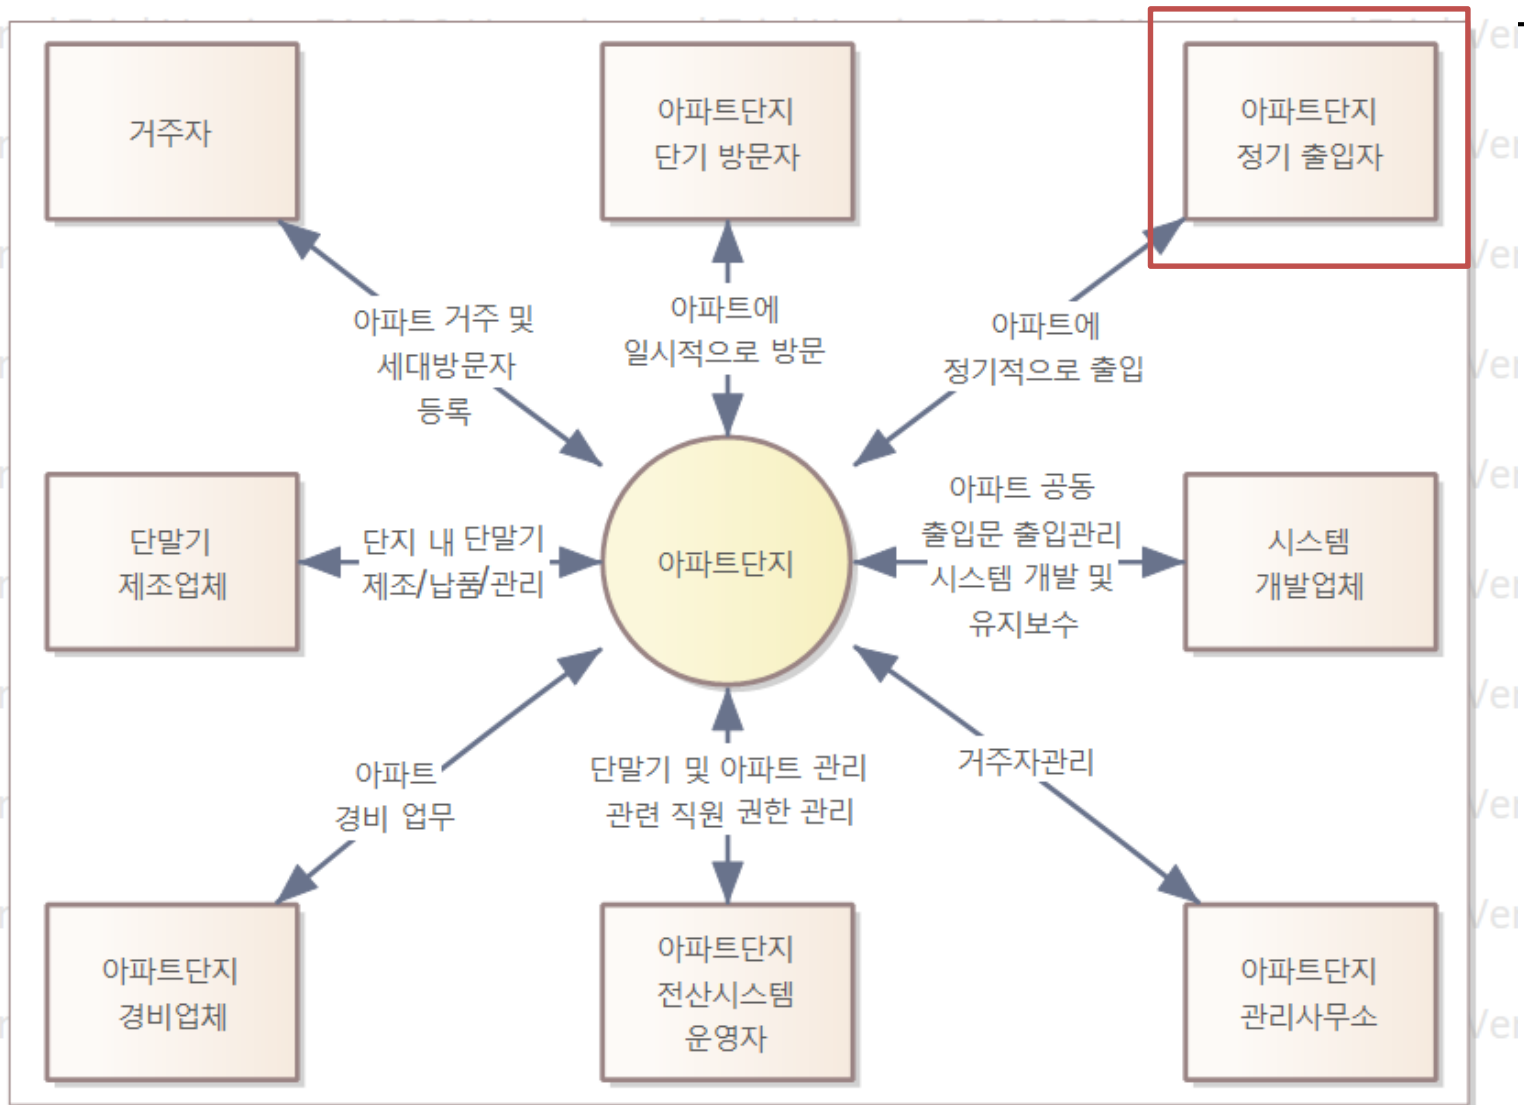 거주자
아파트단지
단기 방문자
아파트단지
정기 출입자
아파트 거주 및
세대방문자
등록
아파트에
일시적으로 방문
아파트에
정기적으로 출입
단말기
제조업체
단지 내 단말기
제조/납품/관리
아파트단지
아파트 공동
출입문 출입관리
시스템 개발 및
유지보수
시스템
개발업체
아파트
경비 업무
단말기 및 아파트 관리
관련 직원 권한 관리
거주자관리
아파트단지
경비업체
아파트단지
전산시스템
운영자
아파트단지
관리사무소